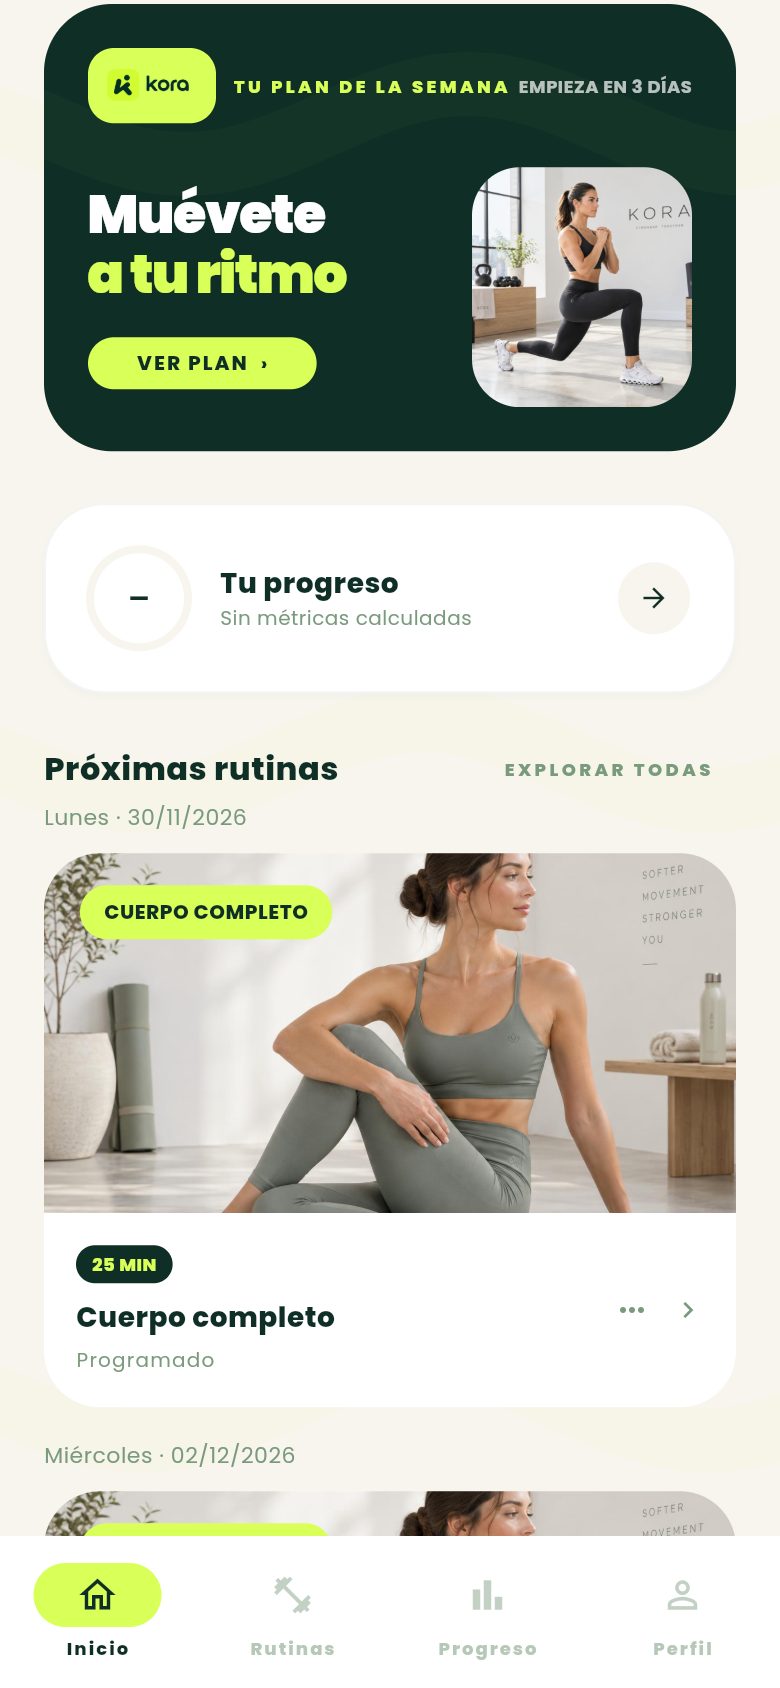 kora
TU PLAN DE LA SEMANA EMPIEZA EN 3 DÍAS
Muévete
a tu ritmo
KORA
VER PLAN ›
–
Tu progreso
Sin métricas calculadas
Próximas rutinas
EXPLORAR TODAS
Lunes · 30/11/2026
CUERPO COMPLETO
SOFTER
MOVEMENT
STRONGER
YOU
25 MIN
Cuerpo completo
Programado
Miércoles · 02/12/2026
SOFTER
MOVEMENT
Inicio
Rutinas
Progreso
Perfil